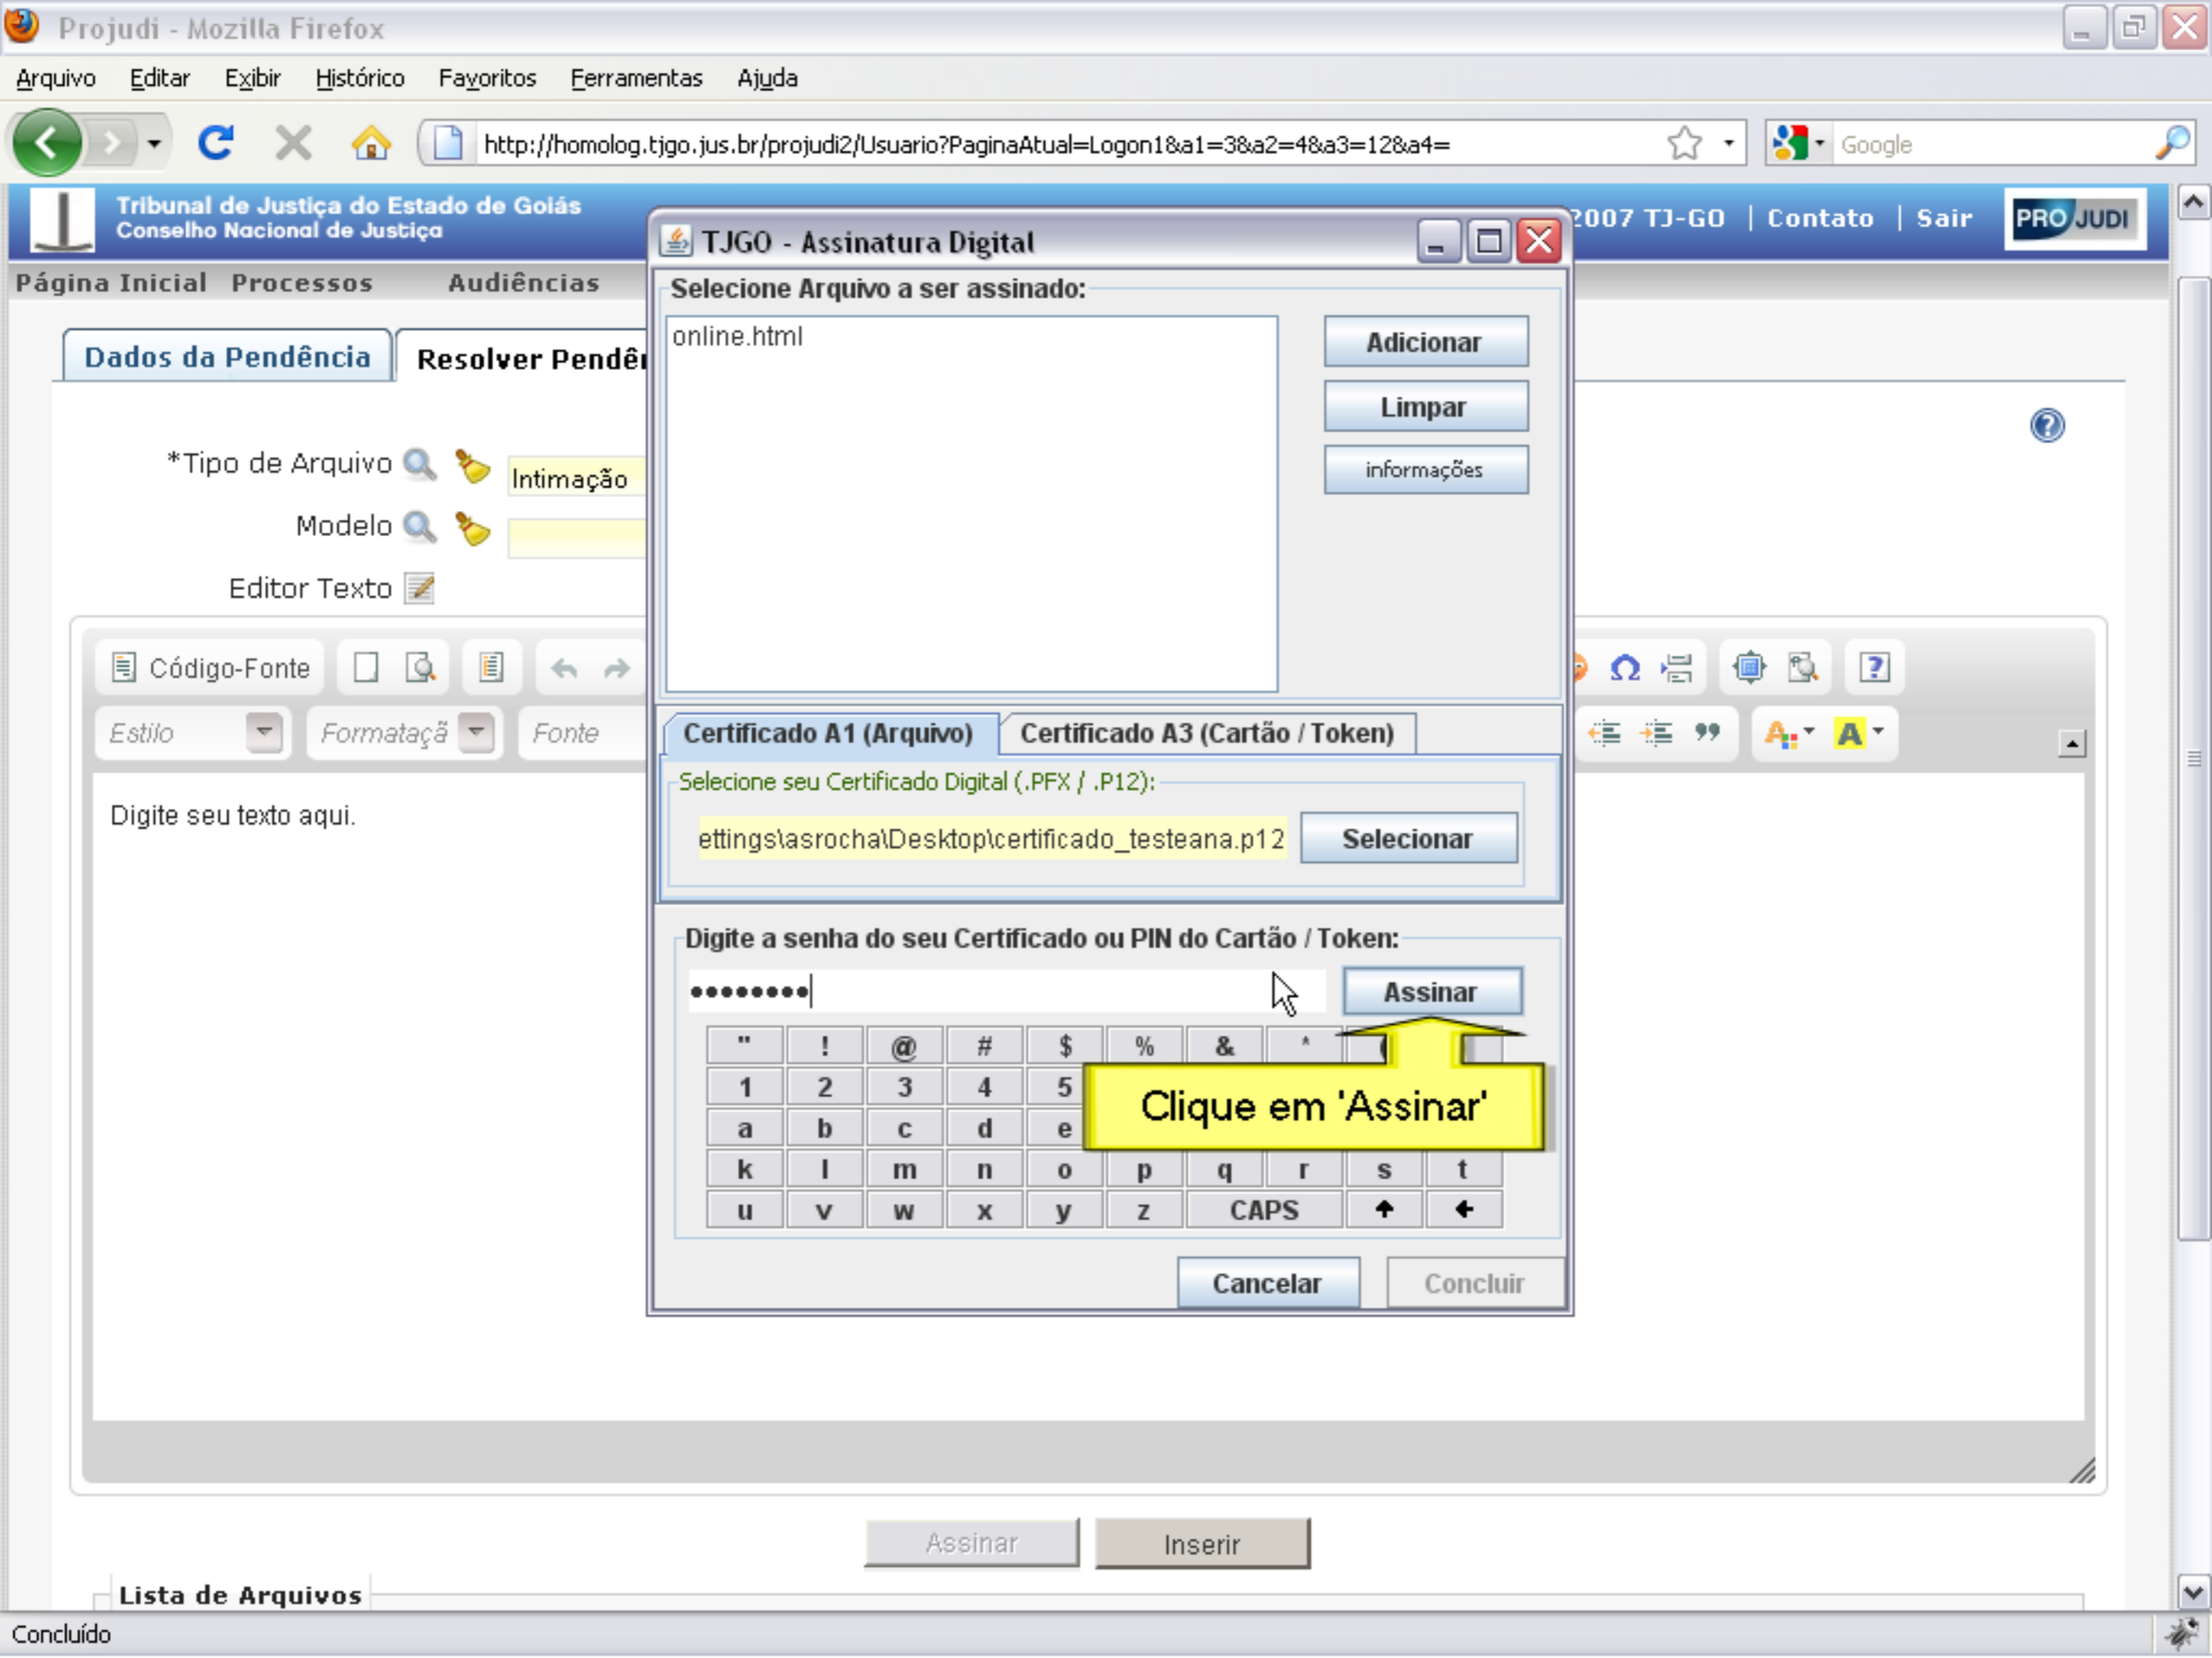 Projudi - Mozilla Firefox
Arquivo Editar Exibir Histórico Favoritos Ferramentas Ajuda
http://homolog.tjgo.jus.br/projudi2/Usuario?PaginaAtual=Logon1&a1=3&a2=4&a3=12&a4=
Google
Tribunal de Justiça do Estado de Goiás
Conselho Nacional de Justiça
2007 TJ-GO | Contato | Sair
PROJUDI
Página Inicial Processos Audiências
TJGO - Assinatura Digital
Selecione Arquivo a ser assinado:
online.html
Adicionar
Limpar
informações
Dados da Pendência
Resolver Pendên
*Tipo de Arquivo
Intimação
Modelo
Editor Texto
Código-Fonte
Estilo
Formataçã
Fonte
Digite seu texto aqui.
Certificado A1 (Arquivo)
Certificado A3 (Cartão / Token)
Selecione seu Certificado Digital (.PFX / .P12):
ettings\asrocha\Desktop\certificado_testeana.p12
Selecionar
Digite a senha do seu Certificado ou PIN do Cartão / Token:
••••••••
Assinar
" ! @ # $ % & * (
1 2 3 4 5
a b c d e
Clique em 'Assinar'
k l m n o p q r s t
u v w x y z CAPS
Cancelar
Concluir
Assinar
Inserir
Lista de Arquivos
Concluído